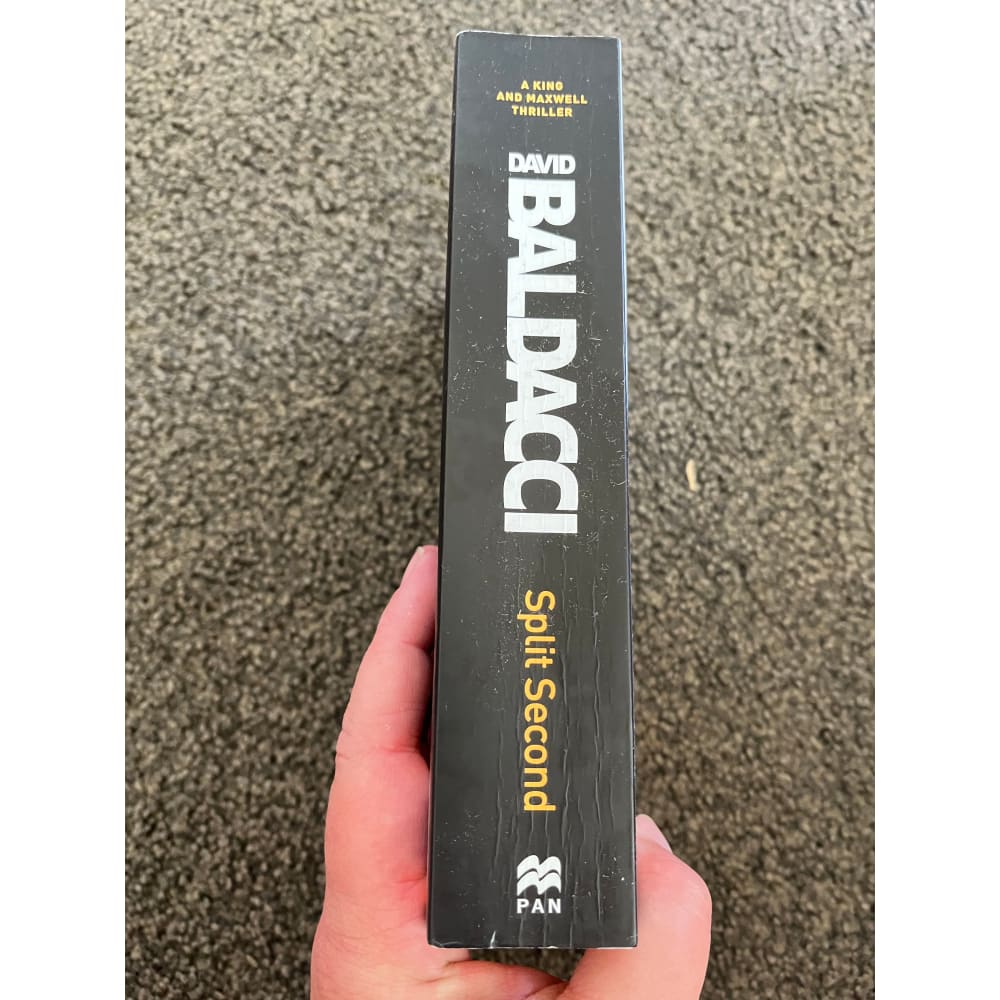 A KING
AND MAXWELL
THRILLER
DAVID
BALDACCI
Split Second
PAN